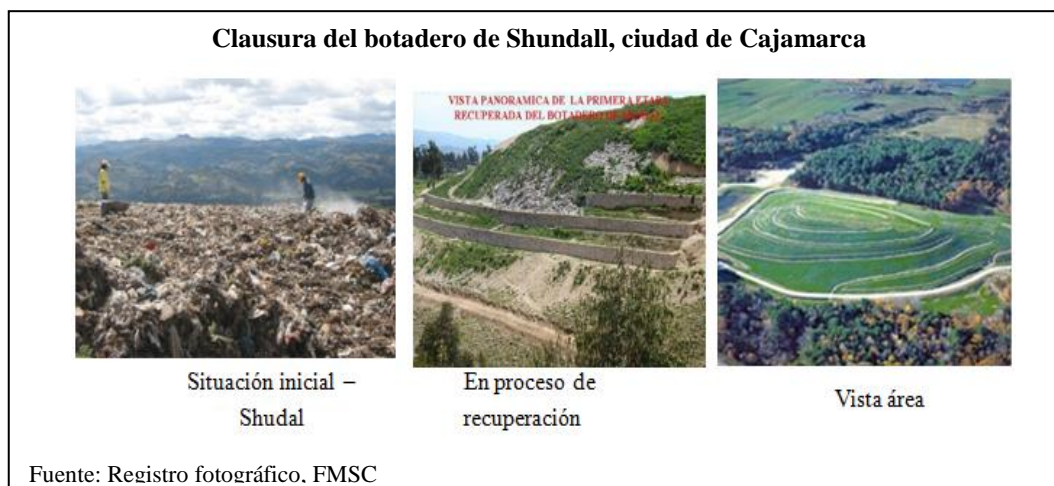 Clausura del botadero de Shundall, ciudad de Cajamarca
VISTA PANORAMICA DE LA PRIMERA ETAPA
RECUPERADA DEL BOTADERO DE
Situación inicial –
Shudal
En proceso de
recuperación
Vista área
Fuente: Registro fotográfico, FMSC